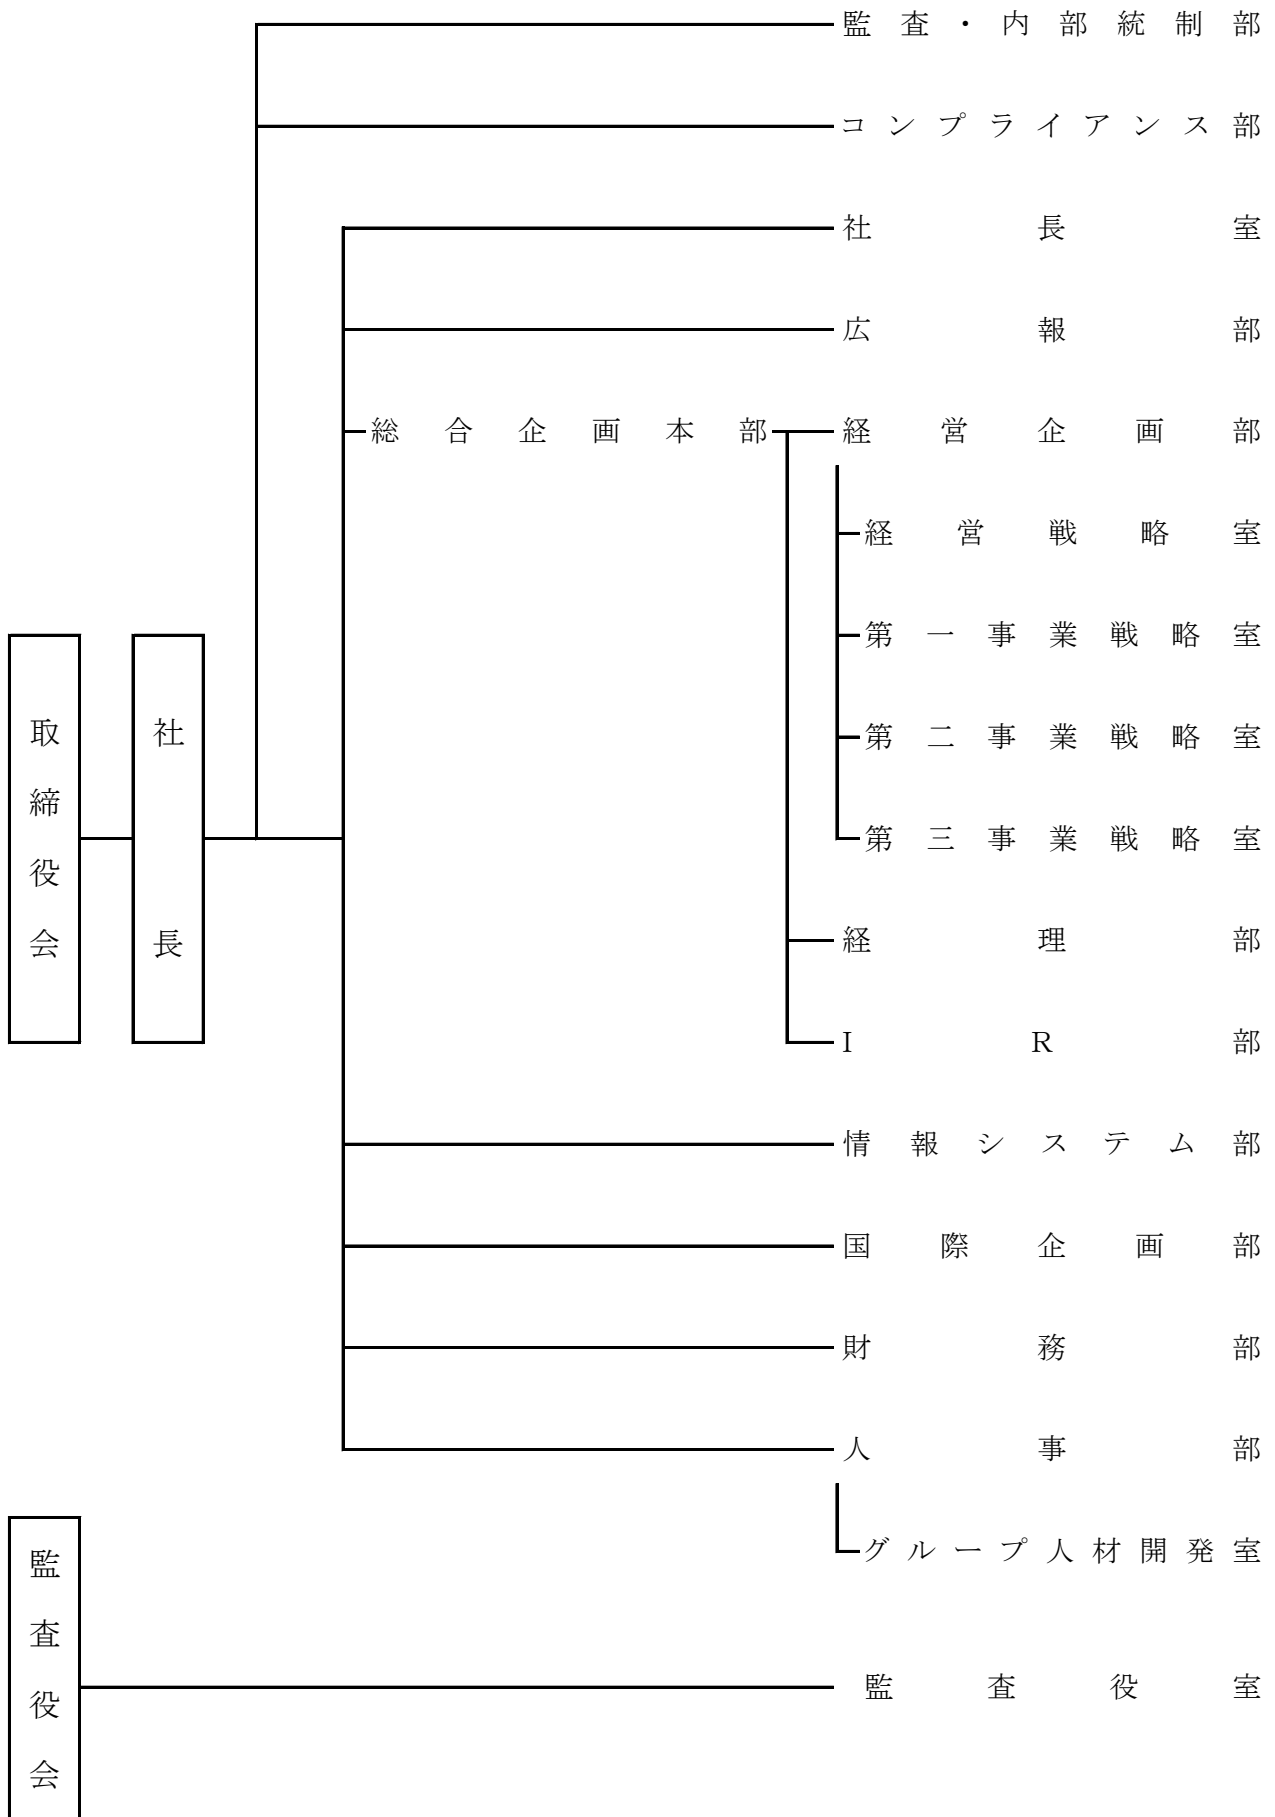 監査・内部統制部
コンプライアンス部
社長室
広報部
総合企画本部
経営企画部
経営戦略室
第一事業戦略室
第二事業戦略室
第三事業戦略室
取締役会
社長
経理部
IR部
情報システム部
国際企画部
財務部
人事部
グループ人材開発室
監査役会
監査役室